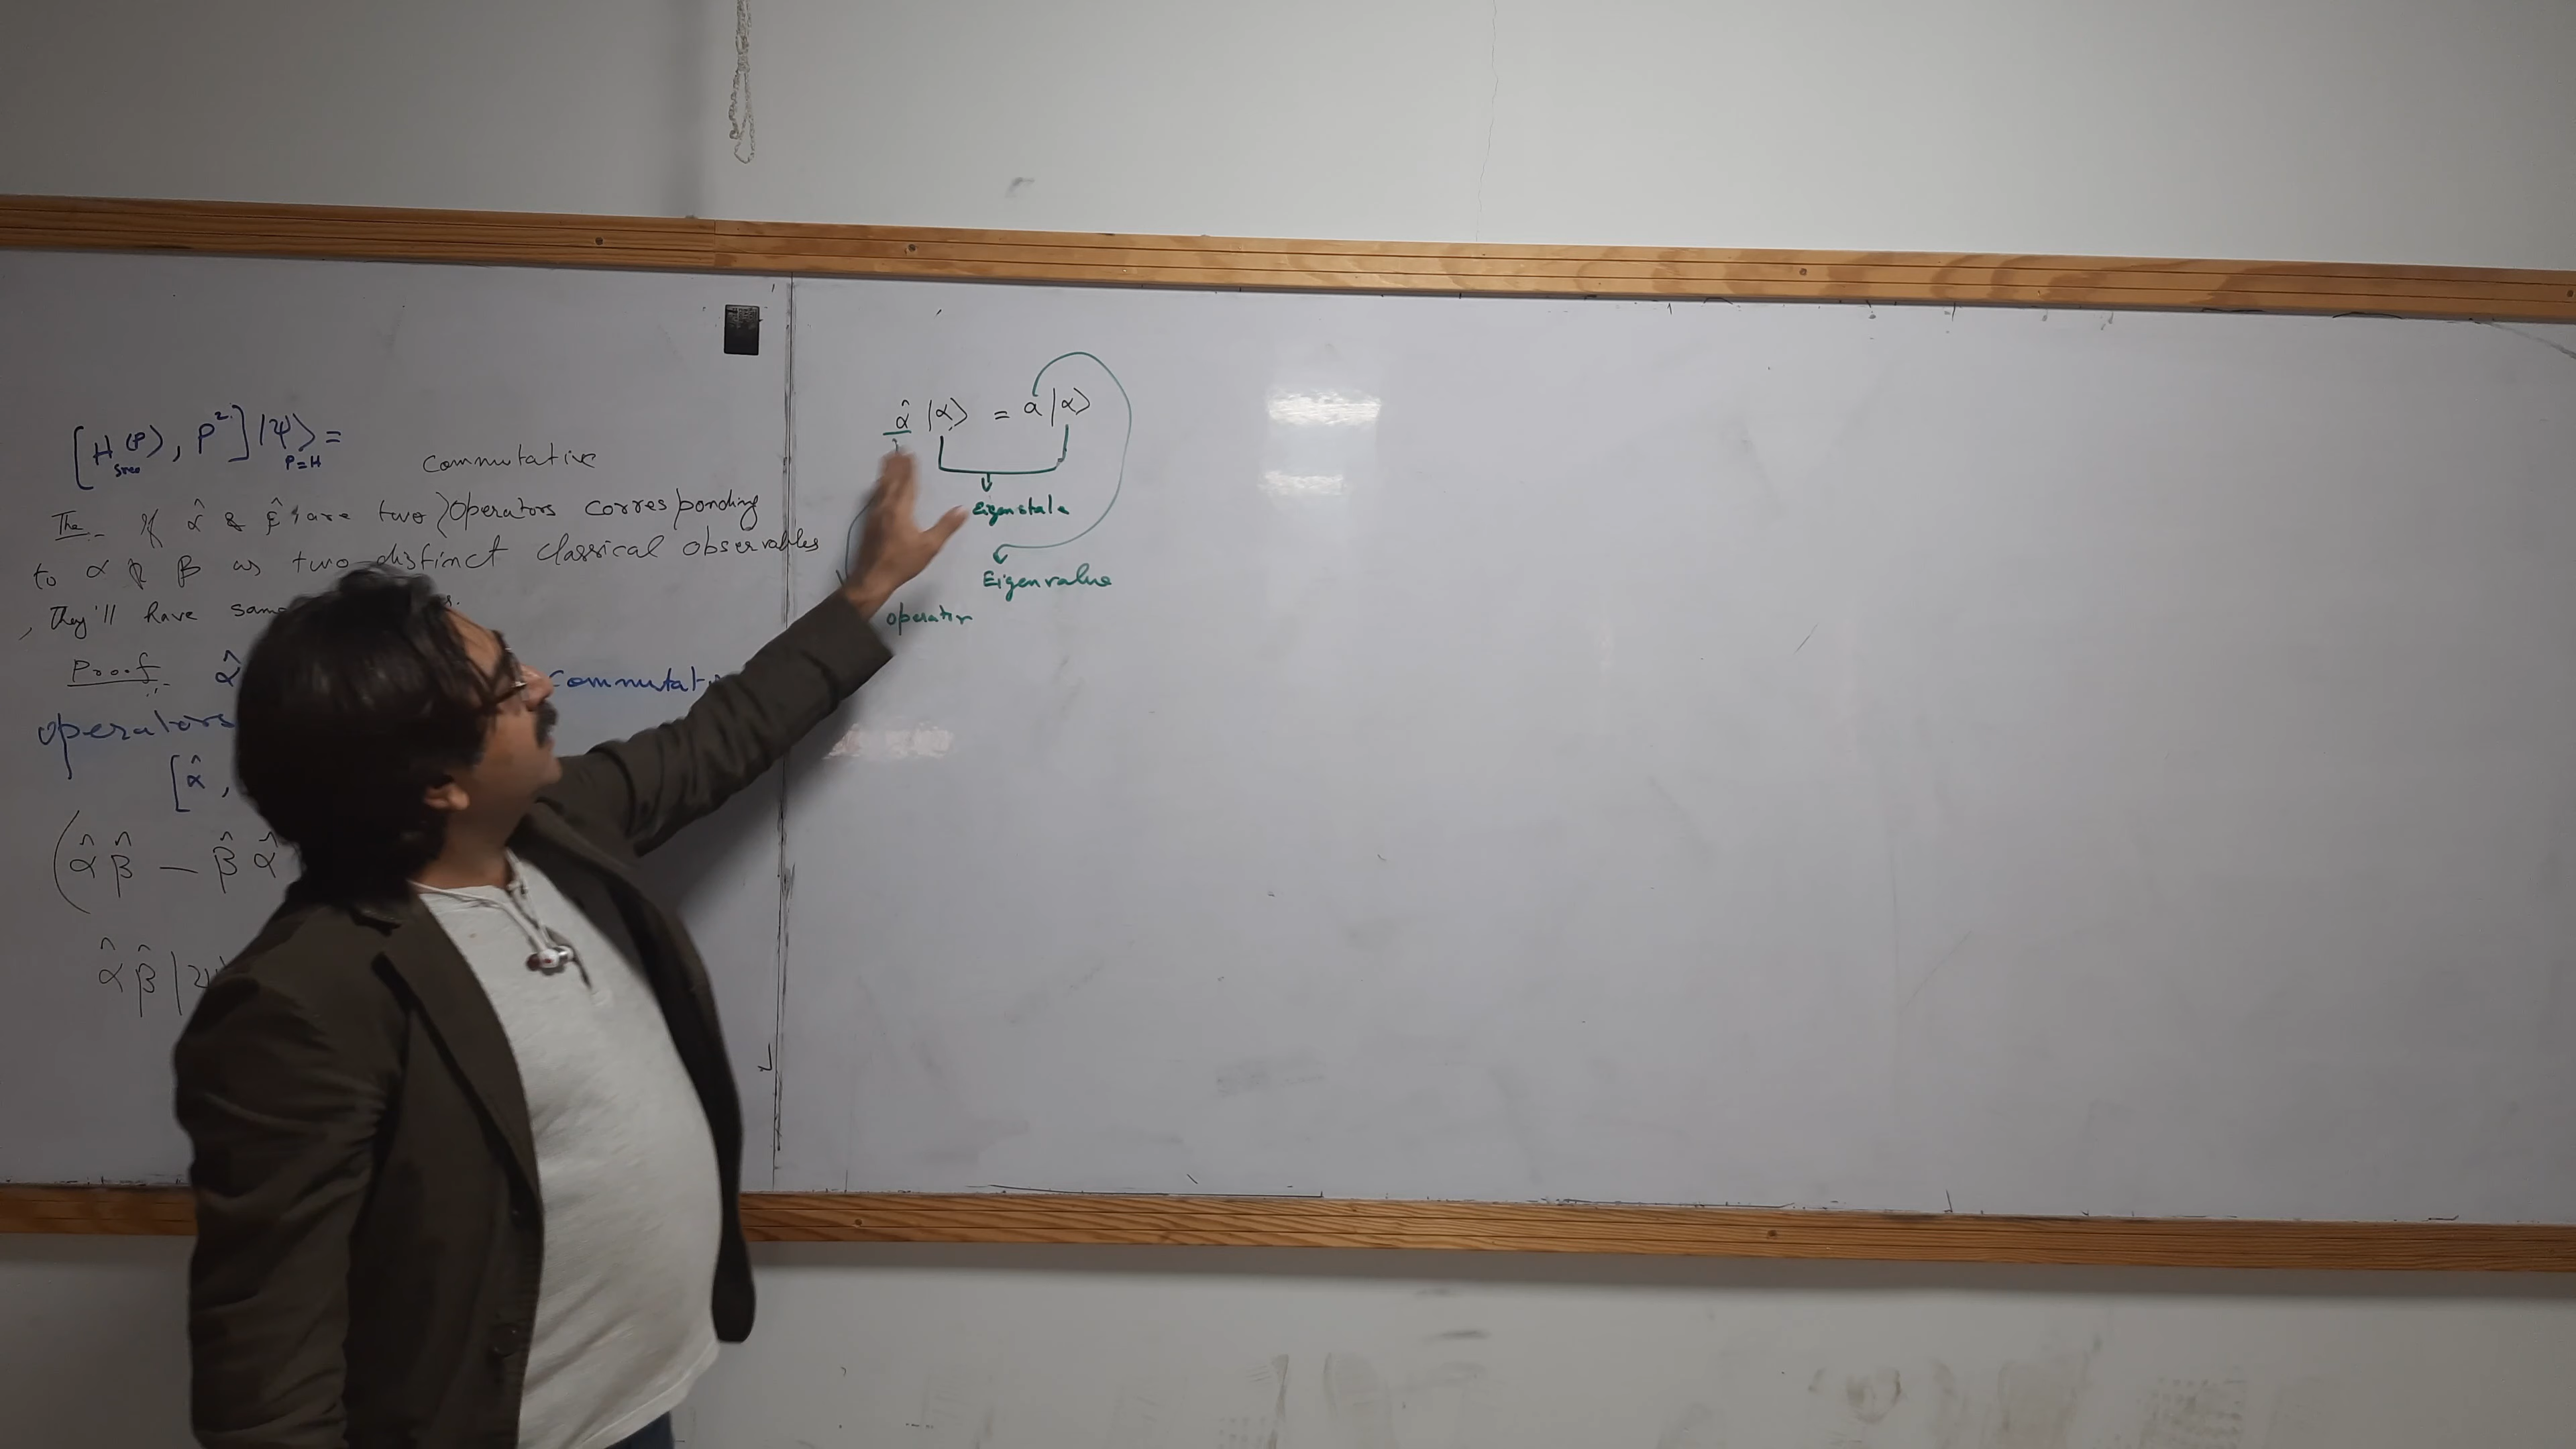 [H(P), P²]|Ψ⟩ =
P=H
Commutative
The :- If α̂ & are two Operators corresponding
to α & β as two distinct classical observables
, They'll have same
Proof :- α̂ commutat
operators
[α̂ ,
(α̂ β̂ – β̂ α̂
α̂ β̂ |Ψ
α̂ |α⟩ = a |α⟩
Eigenstate
Eigenvalue
operator